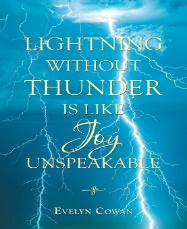 LIGHTNING
WITHOUT
THUNDER
IS LIKE
Joy
UNSPEAKABLE
EVELYN COWAN